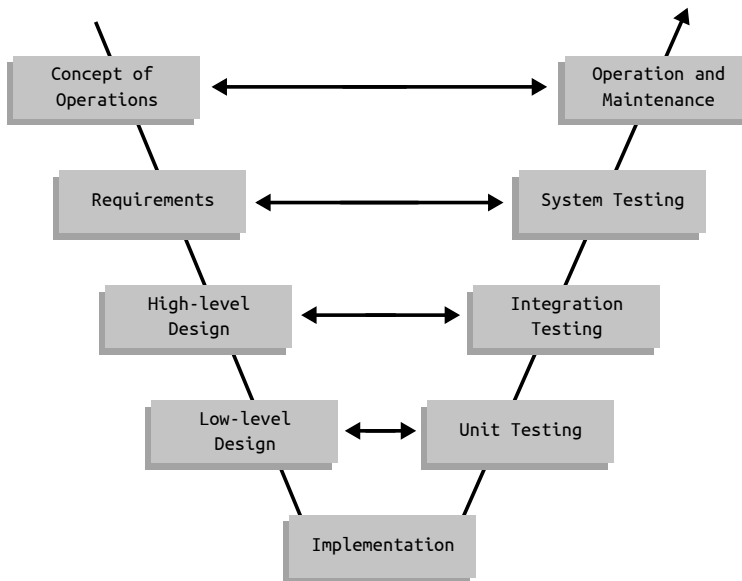 Concept of
Operations
Operation and
Maintenance
Requirements
System Testing
High-level
Design
Integration
Testing
Low-level
Design
Unit Testing
Implementation